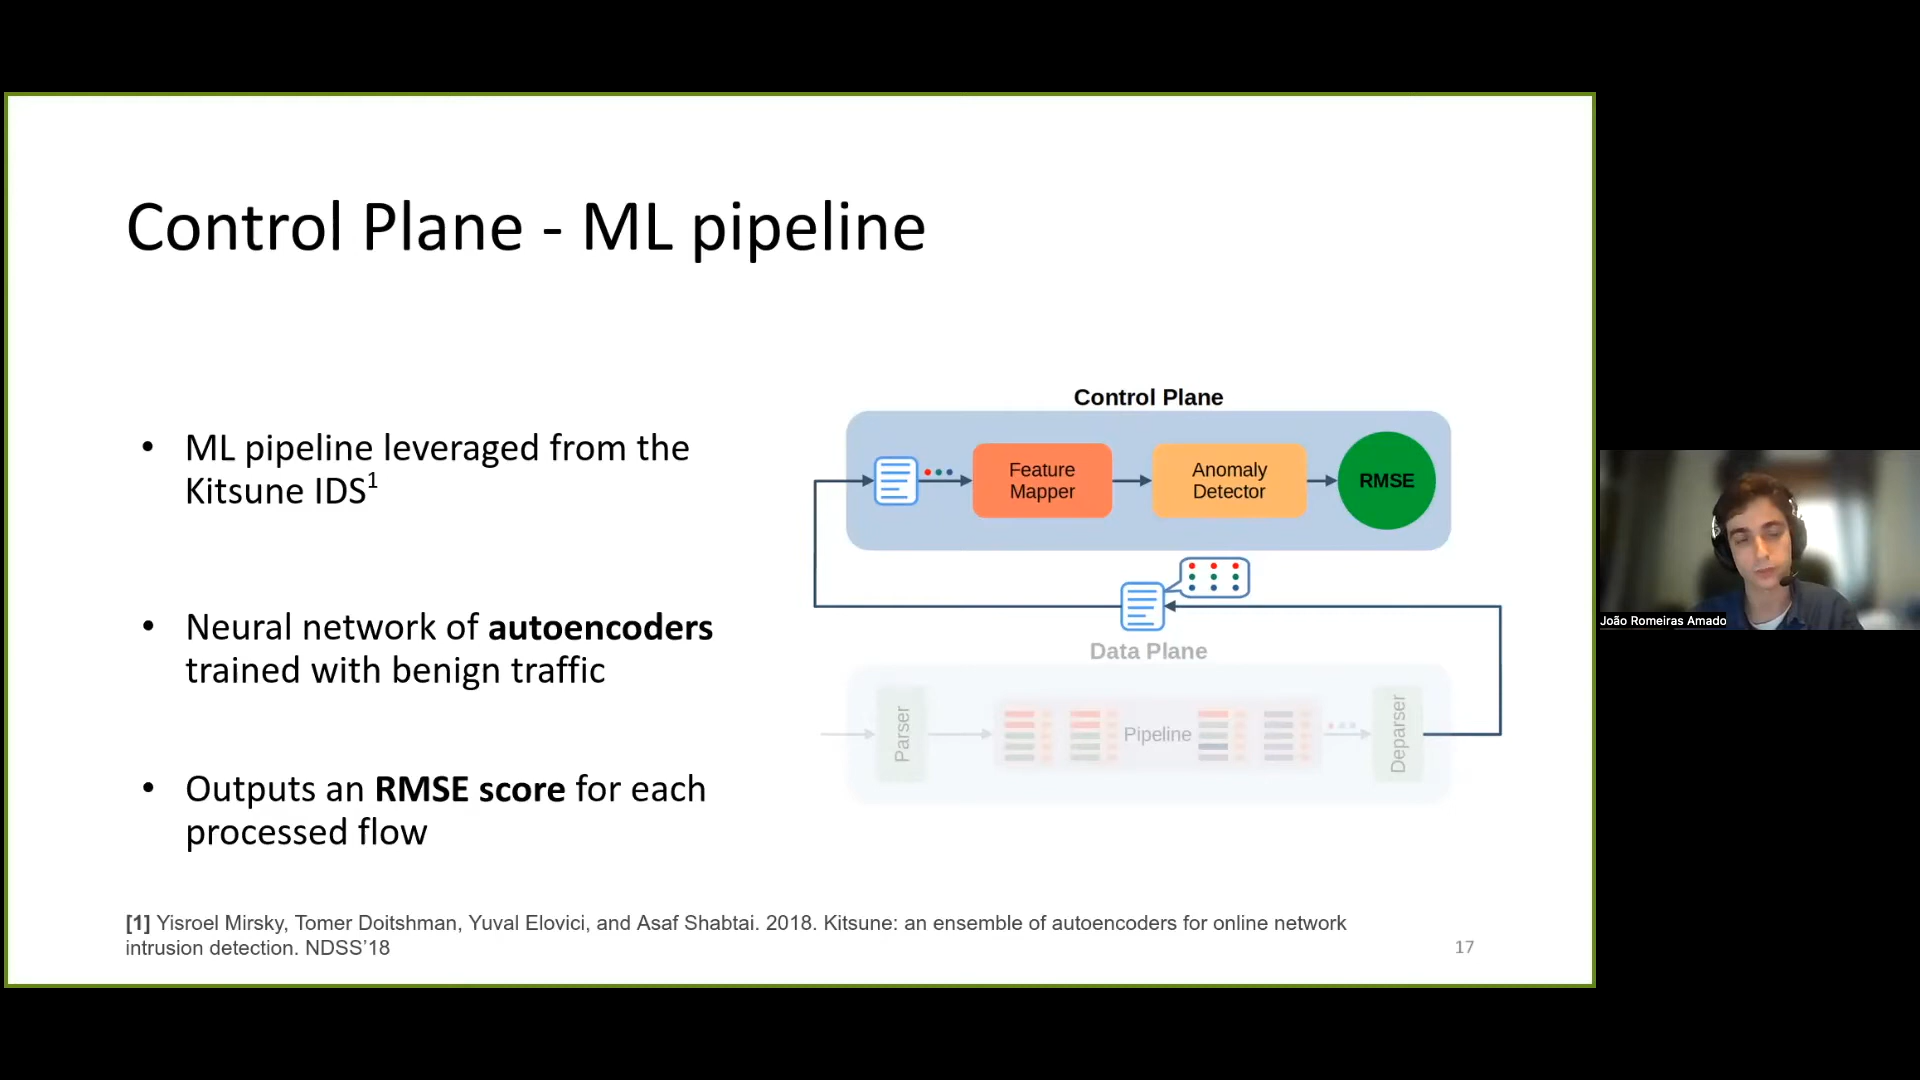 Control Plane - ML pipeline
• ML pipeline leveraged from the
Kitsune IDS¹
• Neural network of autoencoders
trained with benign traffic
• Outputs an RMSE score for each
processed flow
Control Plane
Feature
Mapper
Anomaly
Detector
RMSE
Data Plane
Parser
Pipeline
Deparser
[1] Yisroel Mirsky, Tomer Doitshman, Yuval Elovici, and Asaf Shabtai. 2018. Kitsune: an ensemble of autoencoders for online network
intrusion detection. NDSS’18
17
João Romeiras Amado